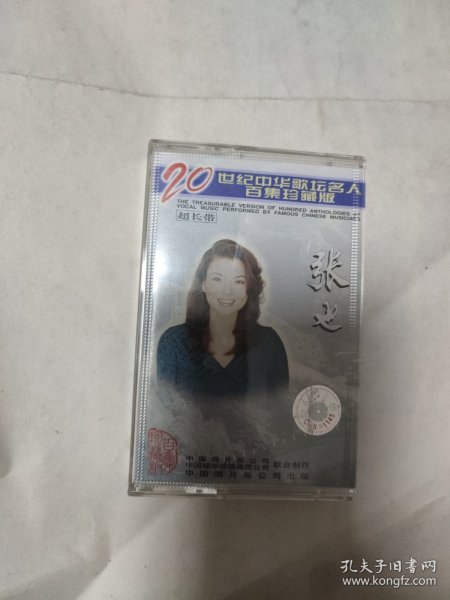 20世纪中华歌坛名人
百集珍藏版
THE TREASURABLE VERSION OF HUNDRED ANTHOLOGIES OF
VOCAL MUSIC PERFORMED BY FAMOUS CHINESE MUSICIANS
超长带
张也
中国唱片总公司
联合制作
中国唱片总公司出版
孔夫子旧书网
www.kongfz.com